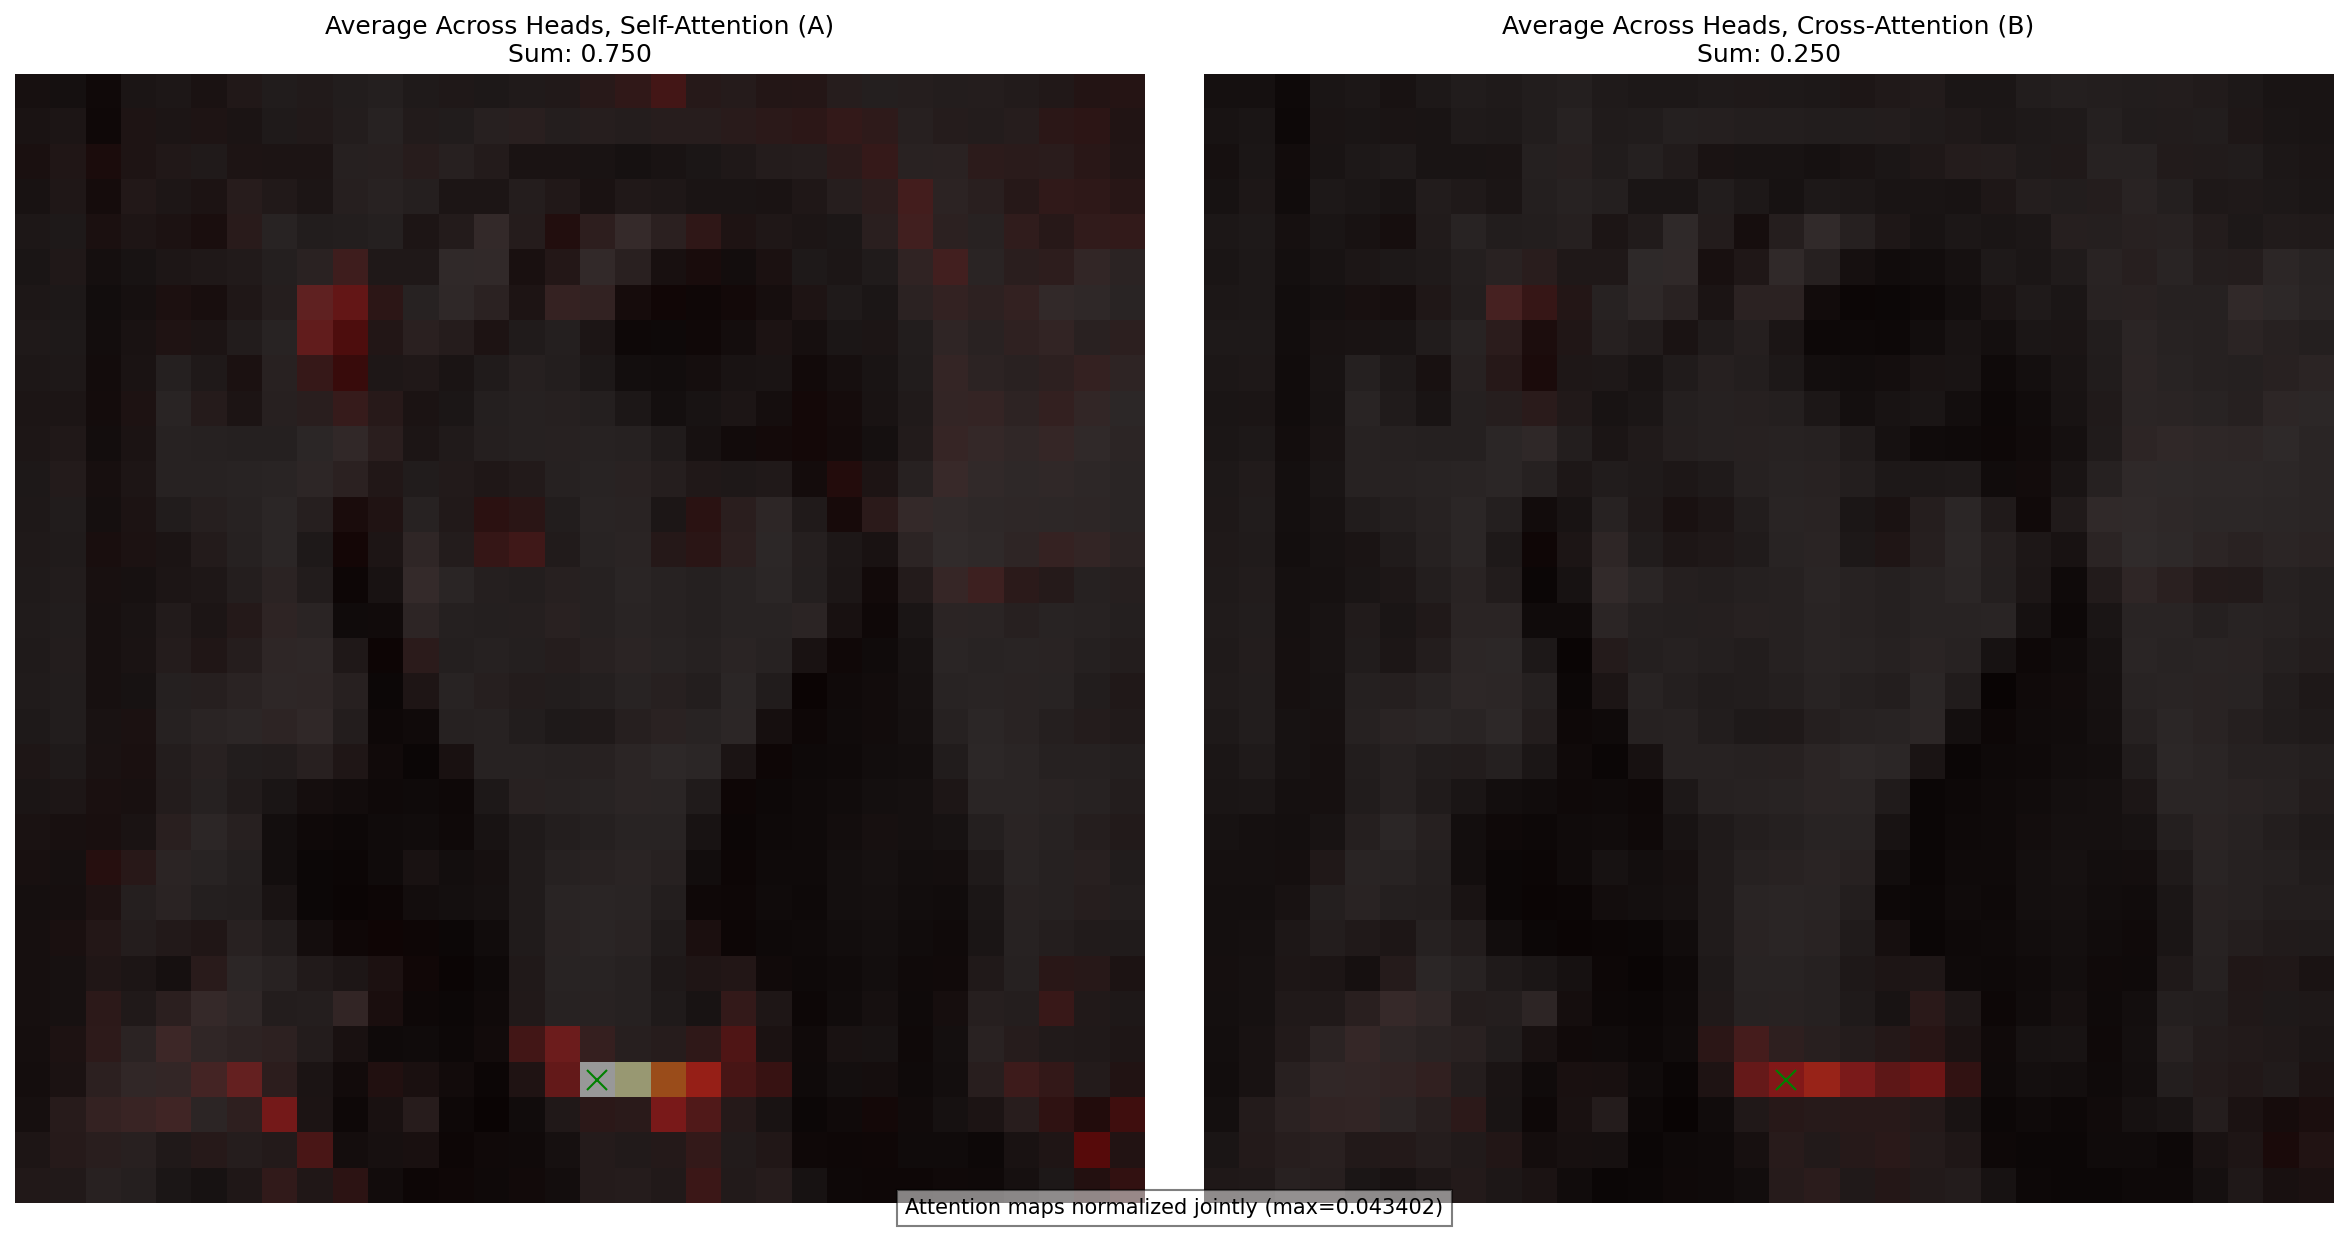 Average Across Heads, Self-Attention (A)
Sum: 0.750
Average Across Heads, Cross-Attention (B)
Sum: 0.250
Attention maps normalized jointly (max=0.043402)